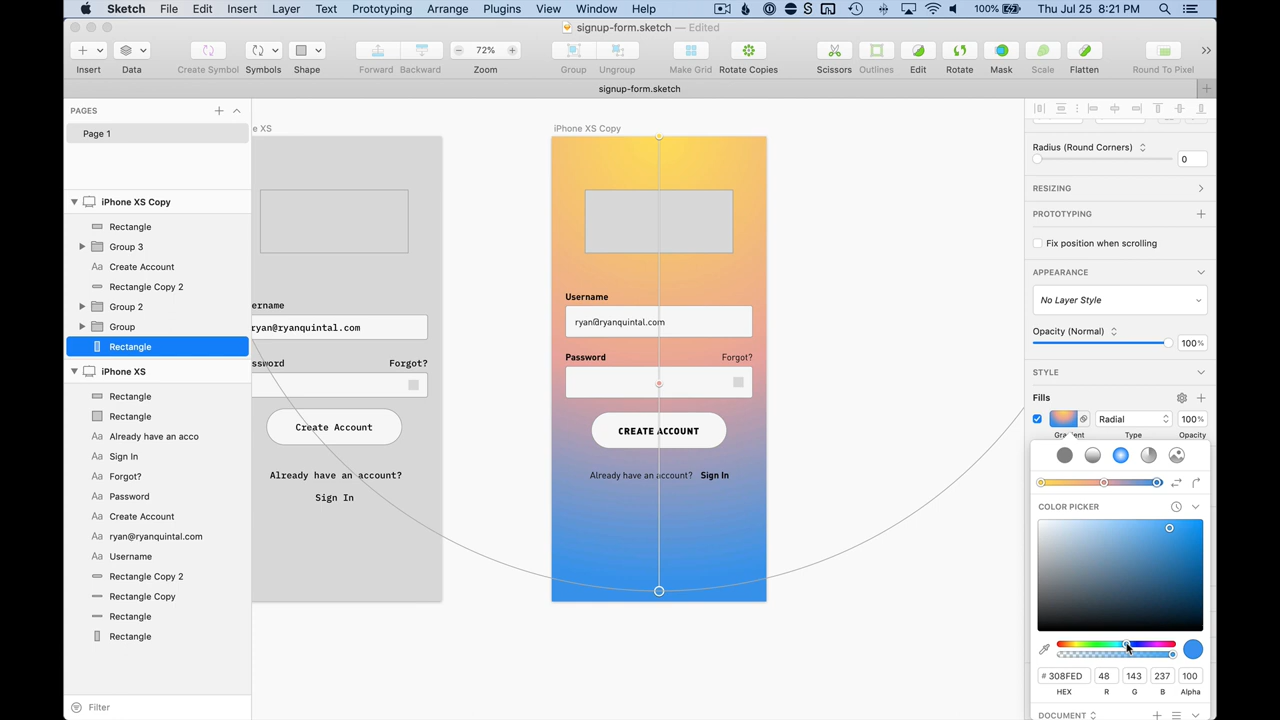 Sketch File Edit Insert Layer Text Prototyping Arrange Plugins View Window Help 100% Thu Jul 25 8:21 PM
signup-form.sketch — Edited
72%
Insert Data Create Symbol Symbols Shape Forward Backward Zoom Group Ungroup Make Grid Rotate Copies Scissors Outlines Edit Rotate Mask Scale Flatten Round To Pixel
signup-form.sketch
PAGES
Page 1
iPhone XS Copy
Rectangle
Group 3
Create Account
Rectangle Copy 2
Group 2
Group
Rectangle
iPhone XS
Rectangle
Rectangle
Already have an acco
Sign In
Forgot?
Password
Create Account
ryan@ryanquintal.com
Username
Rectangle Copy 2
Rectangle Copy
Rectangle
Rectangle
Filter
e XS
ername
ryan@ryanquintal.com
ssword Forgot?
Create Account
Already have an account?
Sign In
iPhone XS Copy
Username
ryan@ryanquintal.com
Password Forgot?
CREATE ACCOUNT
Already have an account? Sign In
Radius (Round Corners)
0
RESIZING
PROTOTYPING
Fix position when scrolling
APPEARANCE
No Layer Style
Opacity (Normal)
100%
STYLE
Fills
Radial 100%
Gradient Type Opacity
COLOR PICKER
# 308FED 48 143 237 100
HEX R G B Alpha
DOCUMENT